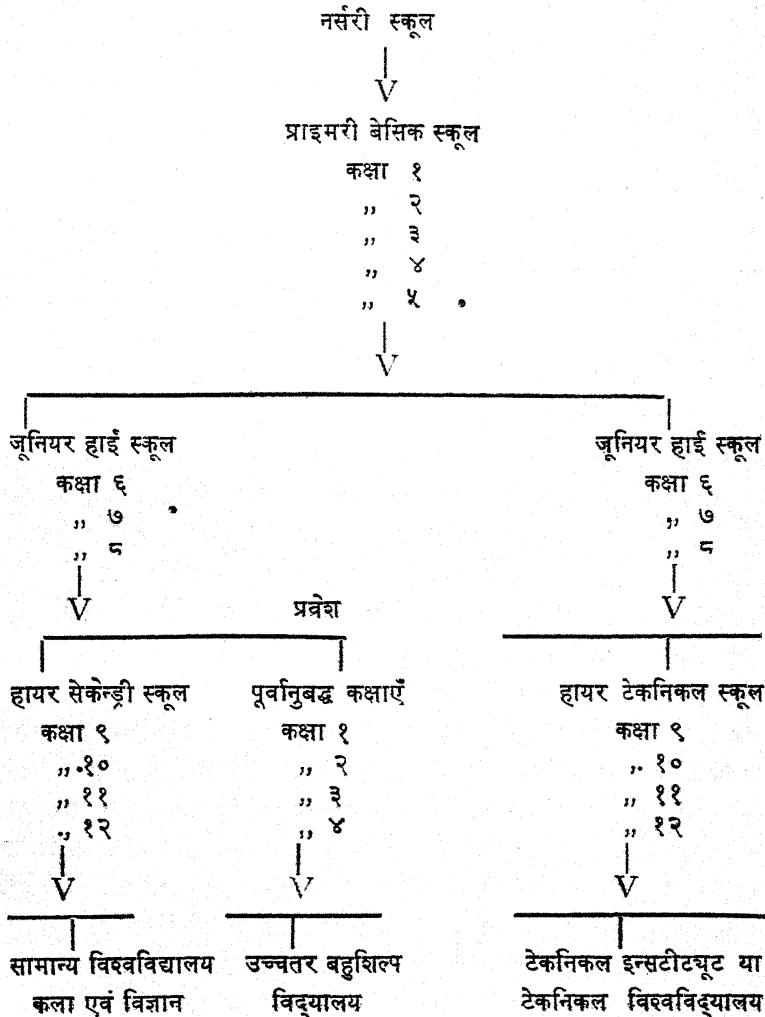 नर्सरी स्कूल
प्राइमरी बेसिक स्कूल
कक्षा १
,, २
,, ३
,, ४
,, ५
जूनियर हाई स्कूल
कक्षा ६
,, ७
,, ८
जूनियर हाई स्कूल
कक्षा ६
,, ७
,, ८
प्रवेश
हायर सेकेन्ड्री स्कूल
कक्षा ९
,, १०
,, ११
,, १२
पूर्वानुबद्ध कक्षाएँ
कक्षा १
,, २
,, ३
,, ४
हायर टेकनिकल स्कूल
कक्षा ९
,, १०
,, ११
,, १२
सामान्य विश्वविद्यालय
कला एवं विज्ञान
उच्चतर बहुशिल्प
विद्यालय
टेकनिकल इन्सटीट्यूट या
टेकनिकल विश्वविद्यालय